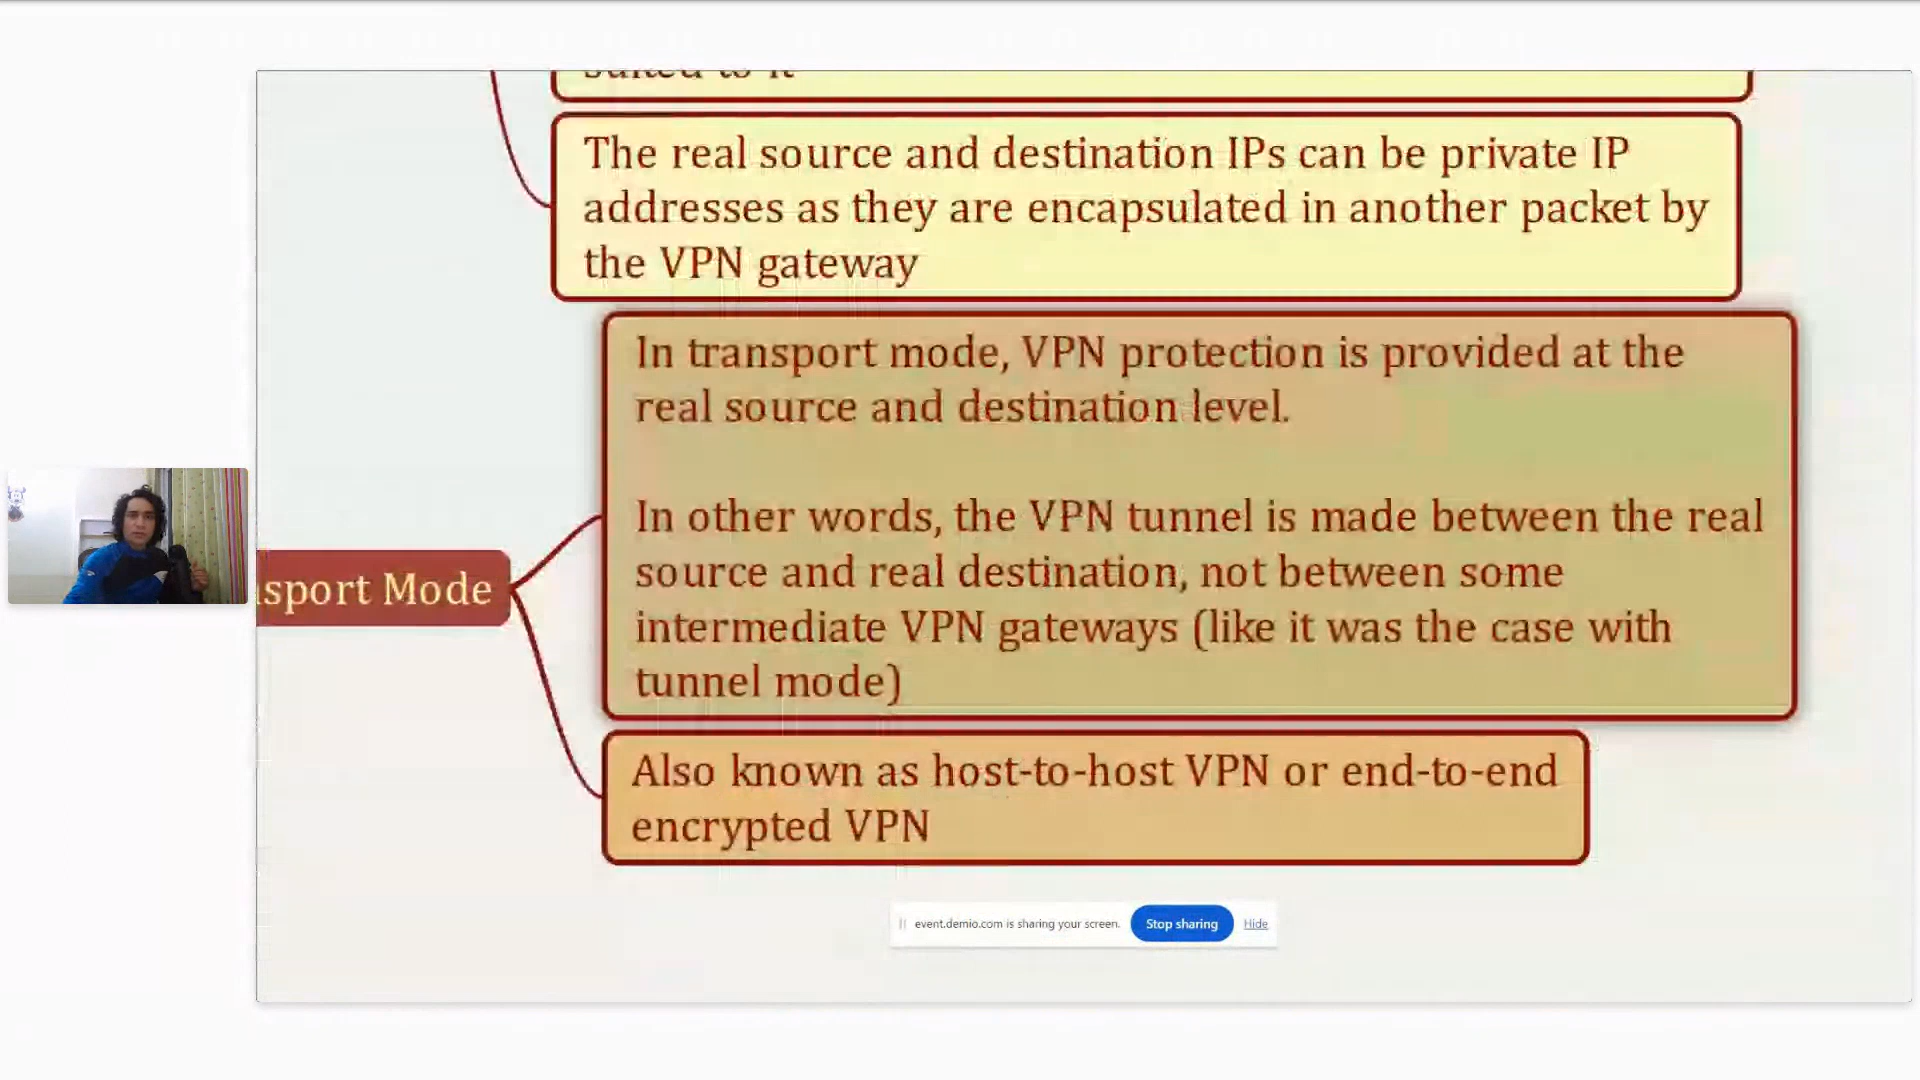 suited to it
The real source and destination IPs can be private IP
addresses as they are encapsulated in another packet by
the VPN gateway
In transport mode, VPN protection is provided at the
real source and destination level.
In other words, the VPN tunnel is made between the real
source and real destination, not between some
intermediate VPN gateways (like it was the case with
tunnel mode)
nsport Mode
Also known as host-to-host VPN or end-to-end
encrypted VPN
event.demio.com is sharing your screen. Stop sharing Hide